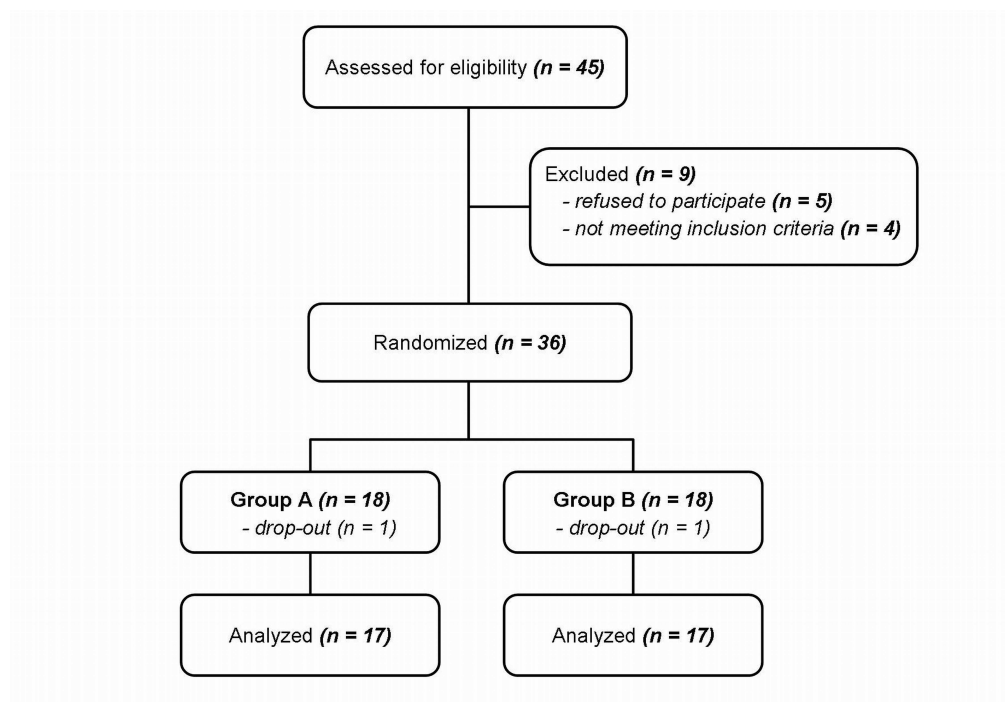 Assessed for eligibility (n = 45)
Excluded (n = 9)
- refused to participate (n = 5)
- not meeting inclusion criteria (n = 4)
Randomized (n = 36)
Group A (n = 18)
- drop-out (n = 1)
Group B (n = 18)
- drop-out (n = 1)
Analyzed (n = 17)
Analyzed (n = 17)